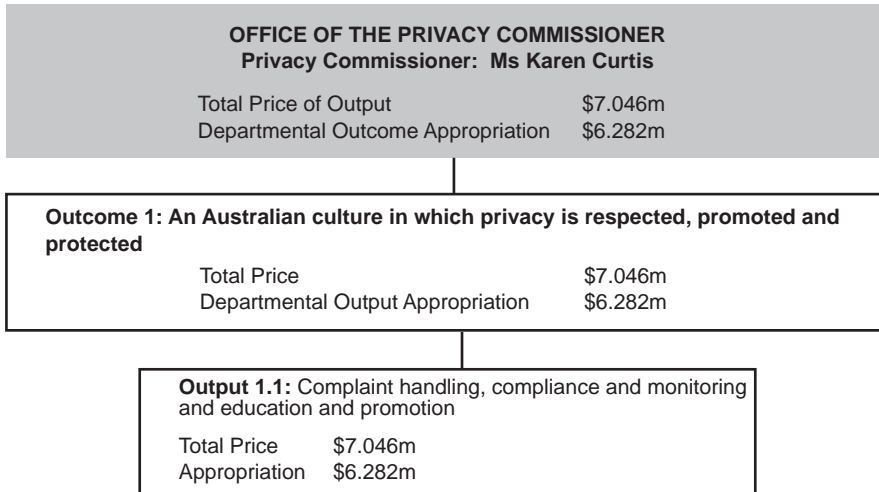 OFFICE OF THE PRIVACY COMMISSIONER
Privacy Commissioner: Ms Karen Curtis
Total Price of Output $7.046m
Departmental Outcome Appropriation $6.282m
Outcome 1: An Australian culture in which privacy is respected, promoted and
protected
Total Price $7.046m
Departmental Output Appropriation $6.282m
Output 1.1: Complaint handling, compliance and monitoring
and education and promotion
Total Price $7.046m
Appropriation $6.282m